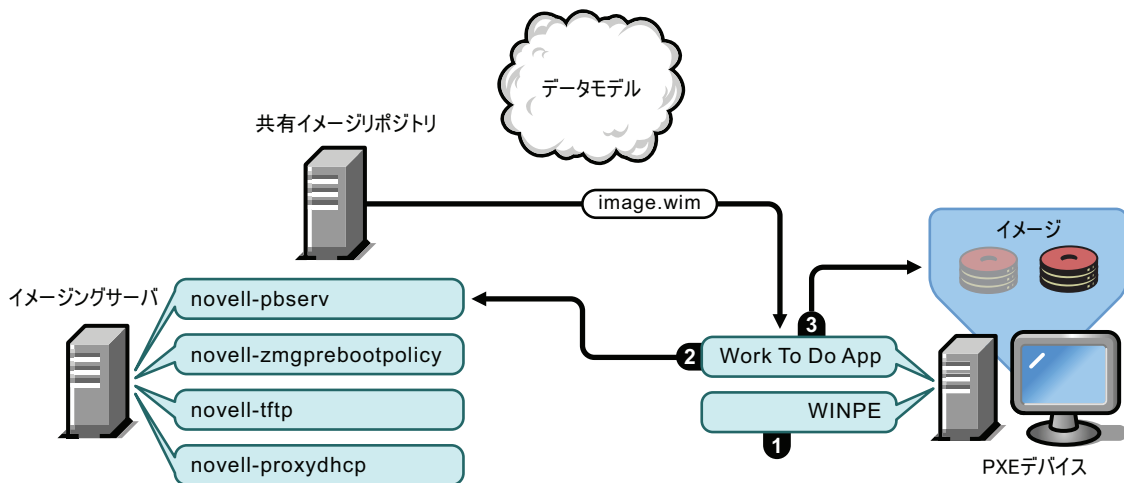 データモデル
共有イメージリポジトリ
image.wim
イメージ
イメージングサーバ
novell-pbserv
3
novell-zmgprebootpolicy
2
Work To Do App
novell-tftp
WINPE
1
novell-proxydhcp
PXEデバイス